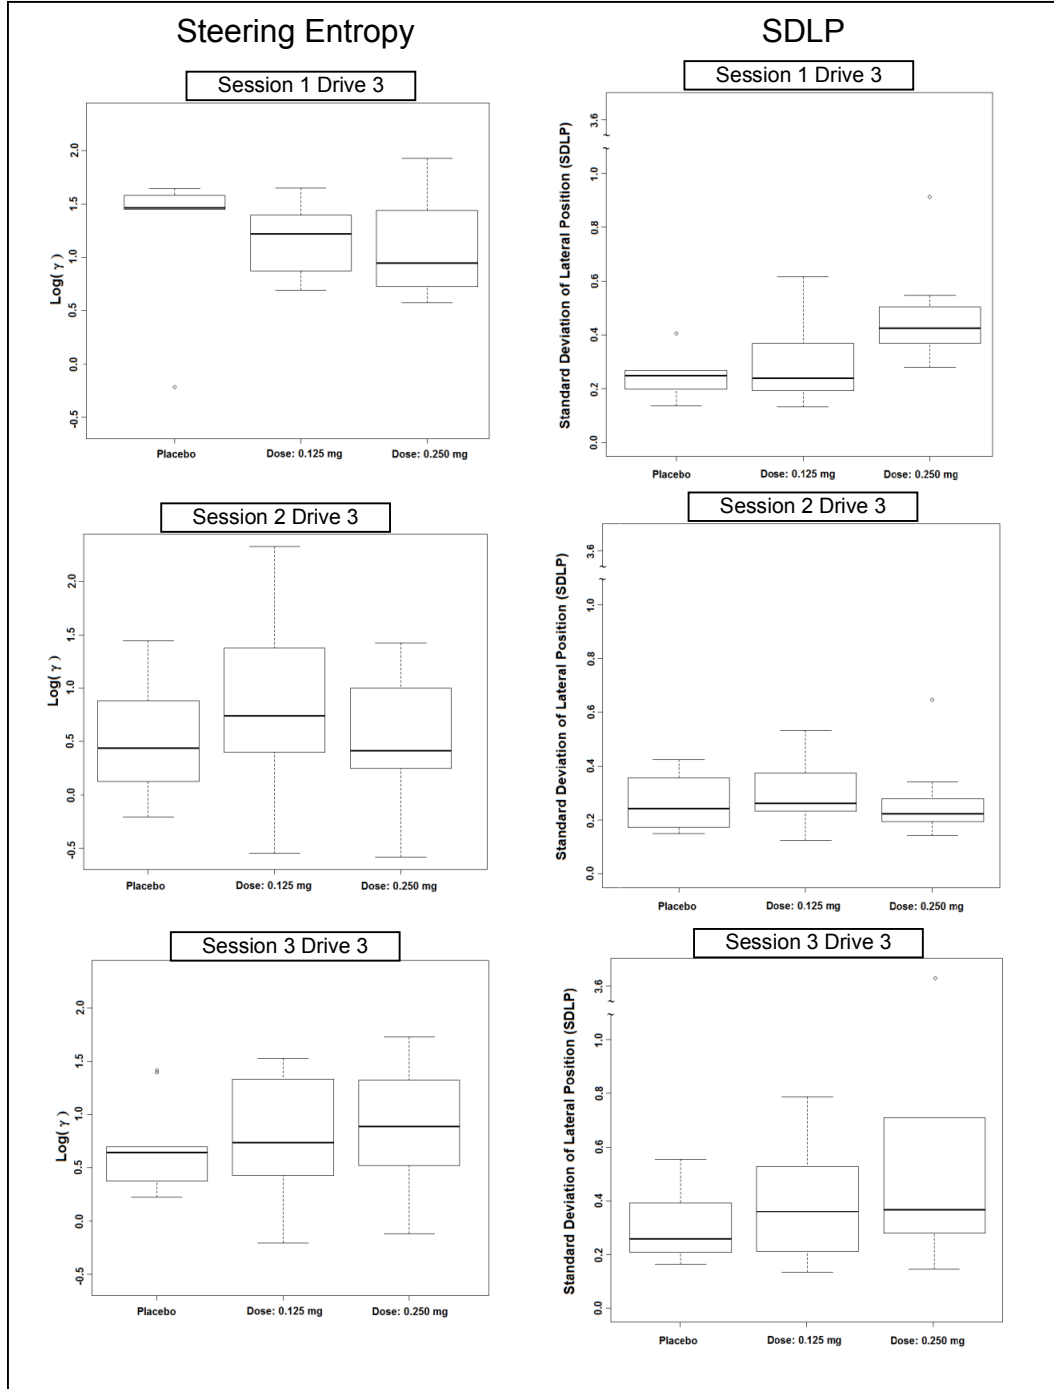 Steering Entropy
SDLP
Session 1 Drive 3
Log( γ )
2.0
1.5
1.0
0.5
0.0
-0.5
Placebo
Dose: 0.125 mg
Dose: 0.250 mg
Session 1 Drive 3
Standard Deviation of Lateral Position (SDLP)
3.6
~
1.0
0.8
0.6
0.4
0.2
0.0
Placebo
Dose: 0.125 mg
Dose: 0.250 mg
Session 2 Drive 3
Log( γ )
2.0
1.5
1.0
0.5
0.0
-0.5
Placebo
Dose: 0.125 mg
Dose: 0.250 mg
Session 2 Drive 3
Standard Deviation of Lateral Position (SDLP)
3.6
~
1.0
0.8
0.6
0.4
0.2
0.0
Placebo
Dose: 0.125 mg
Dose: 0.250 mg
Session 3 Drive 3
Log( γ )
2.0
1.5
1.0
0.5
0.0
-0.5
Placebo
Dose: 0.125 mg
Dose: 0.250 mg
Session 3 Drive 3
Standard Deviation of Lateral Position (SDLP)
3.6
~
1.0
0.8
0.6
0.4
0.2
0.0
Placebo
Dose: 0.125 mg
Dose: 0.250 mg